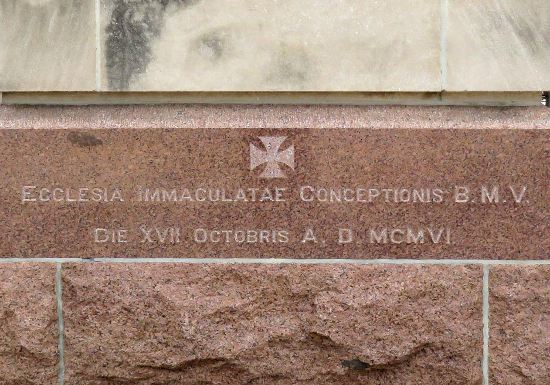 Ecclesia Immaculatae Conceptionis B.M.V.
Die XVII Octobris A. D. MCMVI.